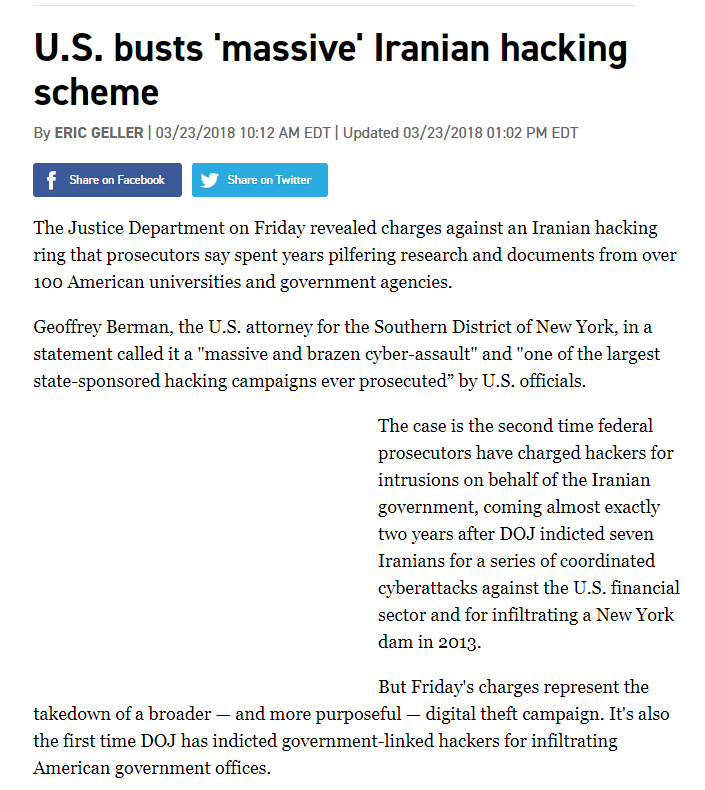 U.S. busts 'massive' Iranian hacking
scheme
By ERIC GELLER | 03/23/2018 10:12 AM EDT | Updated 03/23/2018 01:02 PM EDT
Share on Facebook Share on Twitter
The Justice Department on Friday revealed charges against an Iranian hacking
ring that prosecutors say spent years pilfering research and documents from over
100 American universities and government agencies.
Geoffrey Berman, the U.S. attorney for the Southern District of New York, in a
statement called it a "massive and brazen cyber-assault" and "one of the largest
state-sponsored hacking campaigns ever prosecuted” by U.S. officials.
The case is the second time federal
prosecutors have charged hackers for
intrusions on behalf of the Iranian
government, coming almost exactly
two years after DOJ indicted seven
Iranians for a series of coordinated
cyberattacks against the U.S. financial
sector and for infiltrating a New York
dam in 2013.
But Friday's charges represent the
takedown of a broader — and more purposeful — digital theft campaign. It's also
the first time DOJ has indicted government-linked hackers for infiltrating
American government offices.